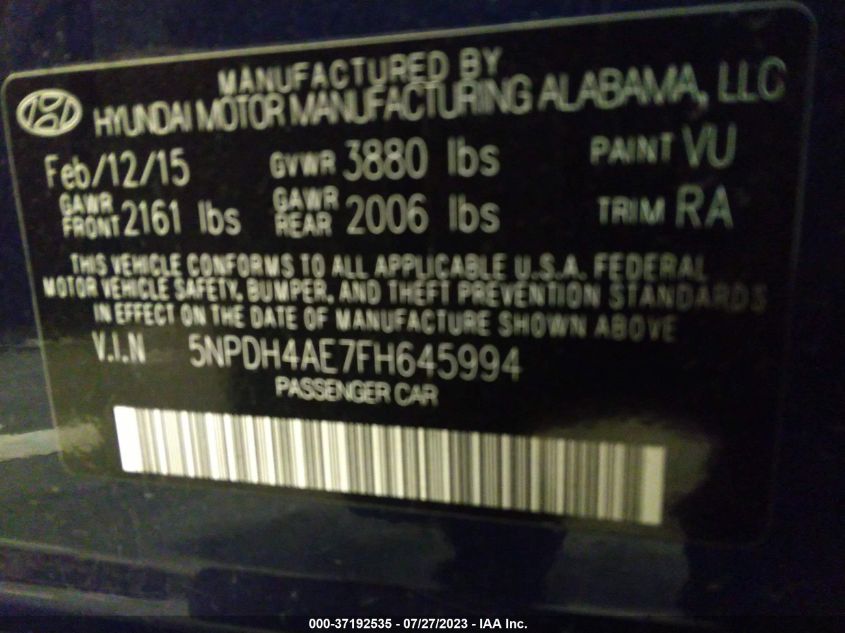 MANUFACTURED BY
HYUNDAI MOTOR MANUFACTURING ALABAMA, LLC
Feb/12/15 GVWR 3880 lbs PAINT VU
GAWR FRONT 2161 lbs GAWR REAR 2006 lbs TRIM RA
THIS VEHICLE CONFORMS TO ALL APPLICABLE U.S.A. FEDERAL
MOTOR VEHICLE SAFETY, BUMPER, AND THEFT PREVENTION STANDARDS
IN EFFECT ON THE DATE OF MANUFACTURE SHOWN ABOVE
V.I.N 5NPDH4AE7FH645994
PASSENGER CAR
000-37192535 - 07/27/2023 - IAA Inc.